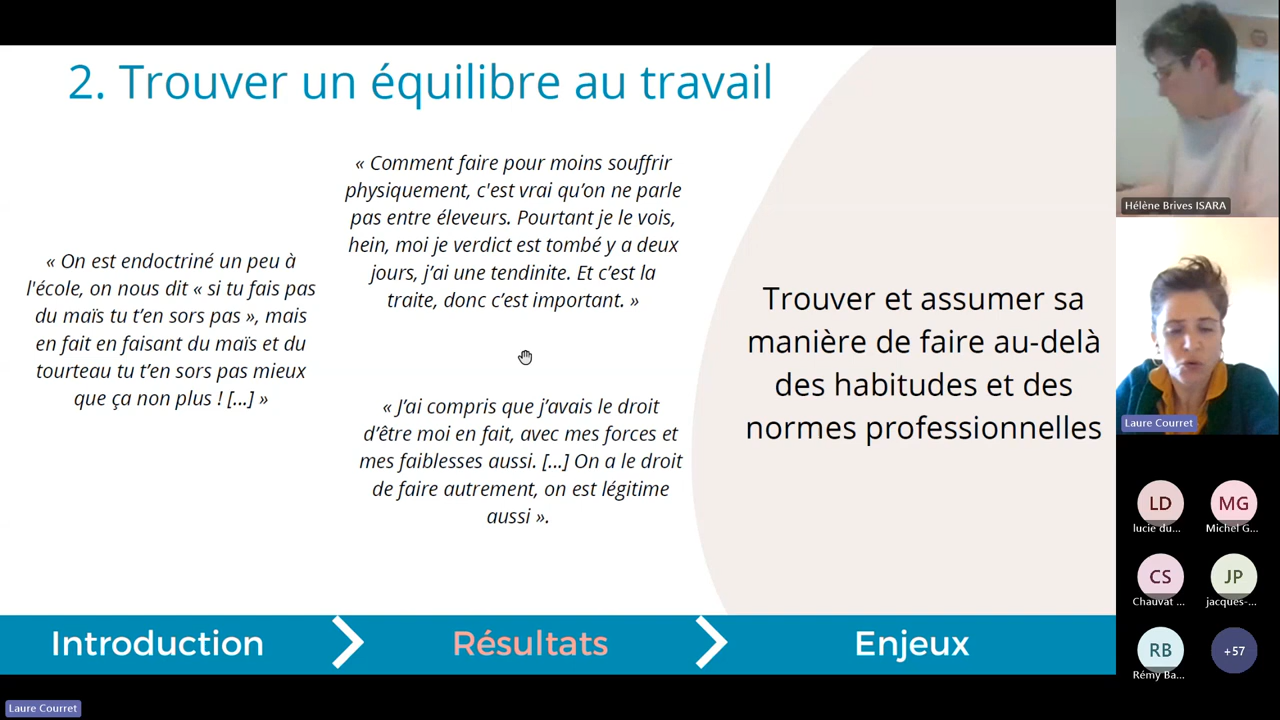 2. Trouver un équilibre au travail
« Comment faire pour moins souffrir
physiquement, c'est vrai qu'on ne parle
pas entre éleveurs. Pourtant je le vois,
hein, moi je verdict est tombé y a deux
jours, j'ai une tendinite. Et c'est la
traite, donc c'est important. »
« On est endoctriné un peu à
l'école, on nous dit « si tu fais pas
du maïs tu t'en sors pas », mais
en fait en faisant du maïs et du
tourteau tu t'en sors pas mieux
que ça non plus ! [...] »
« J'ai compris que j'avais le droit
d'être moi en fait, avec mes forces et
mes faiblesses aussi. [...] On a le droit
de faire autrement, on est légitime
aussi ».
Trouver et assumer sa
manière de faire au-delà
des habitudes et des
normes professionnelles
Introduction
Résultats
Enjeux
Hélène Brives ISARA
Laure Courret
LD
lucie du...
MG
Michel G...
CS
Chauvat ...
JP
jacques-...
RB
Rémy Ba...
+57
Laure Courret